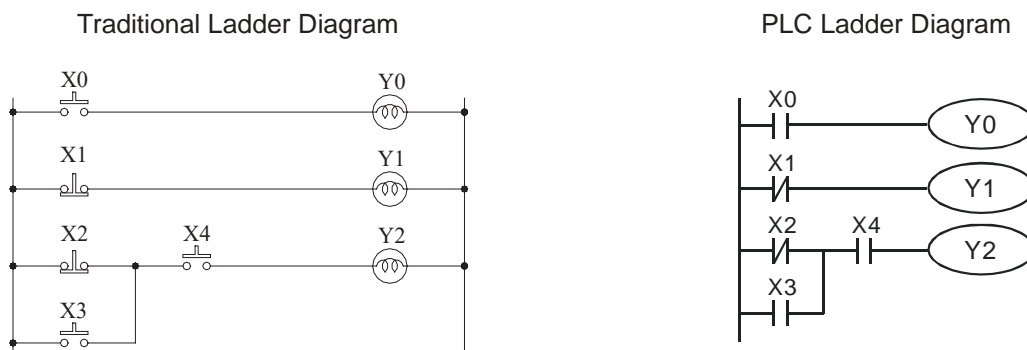 Traditional Ladder Diagram
X0 Y0
X1 Y1
X2 X4 Y2
X3
PLC Ladder Diagram
X0 Y0
X1 Y1
X2 X4 Y2
X3